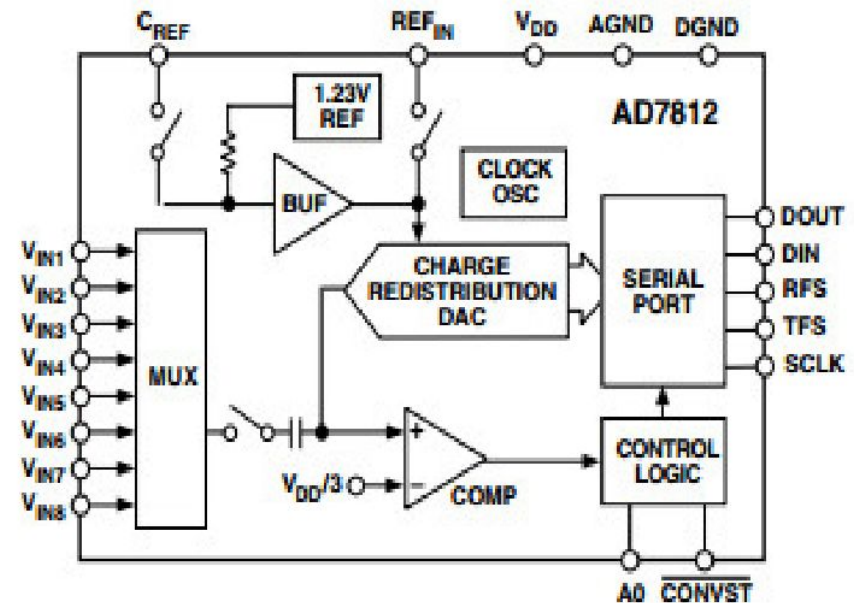 CREF
REFIN
VDD
AGND
DGND
1.23V
REF
AD7812
CLOCK
OSC
BUF
VIN1
VIN2
VIN3
VIN4
VIN5
VIN6
VIN7
VIN8
MUX
CHARGE
REDISTRIBUTION
DAC
SERIAL
PORT
DOUT
DIN
RFS
TFS
SCLK
+
VDD/3
−
COMP
CONTROL
LOGIC
A0
CONVST